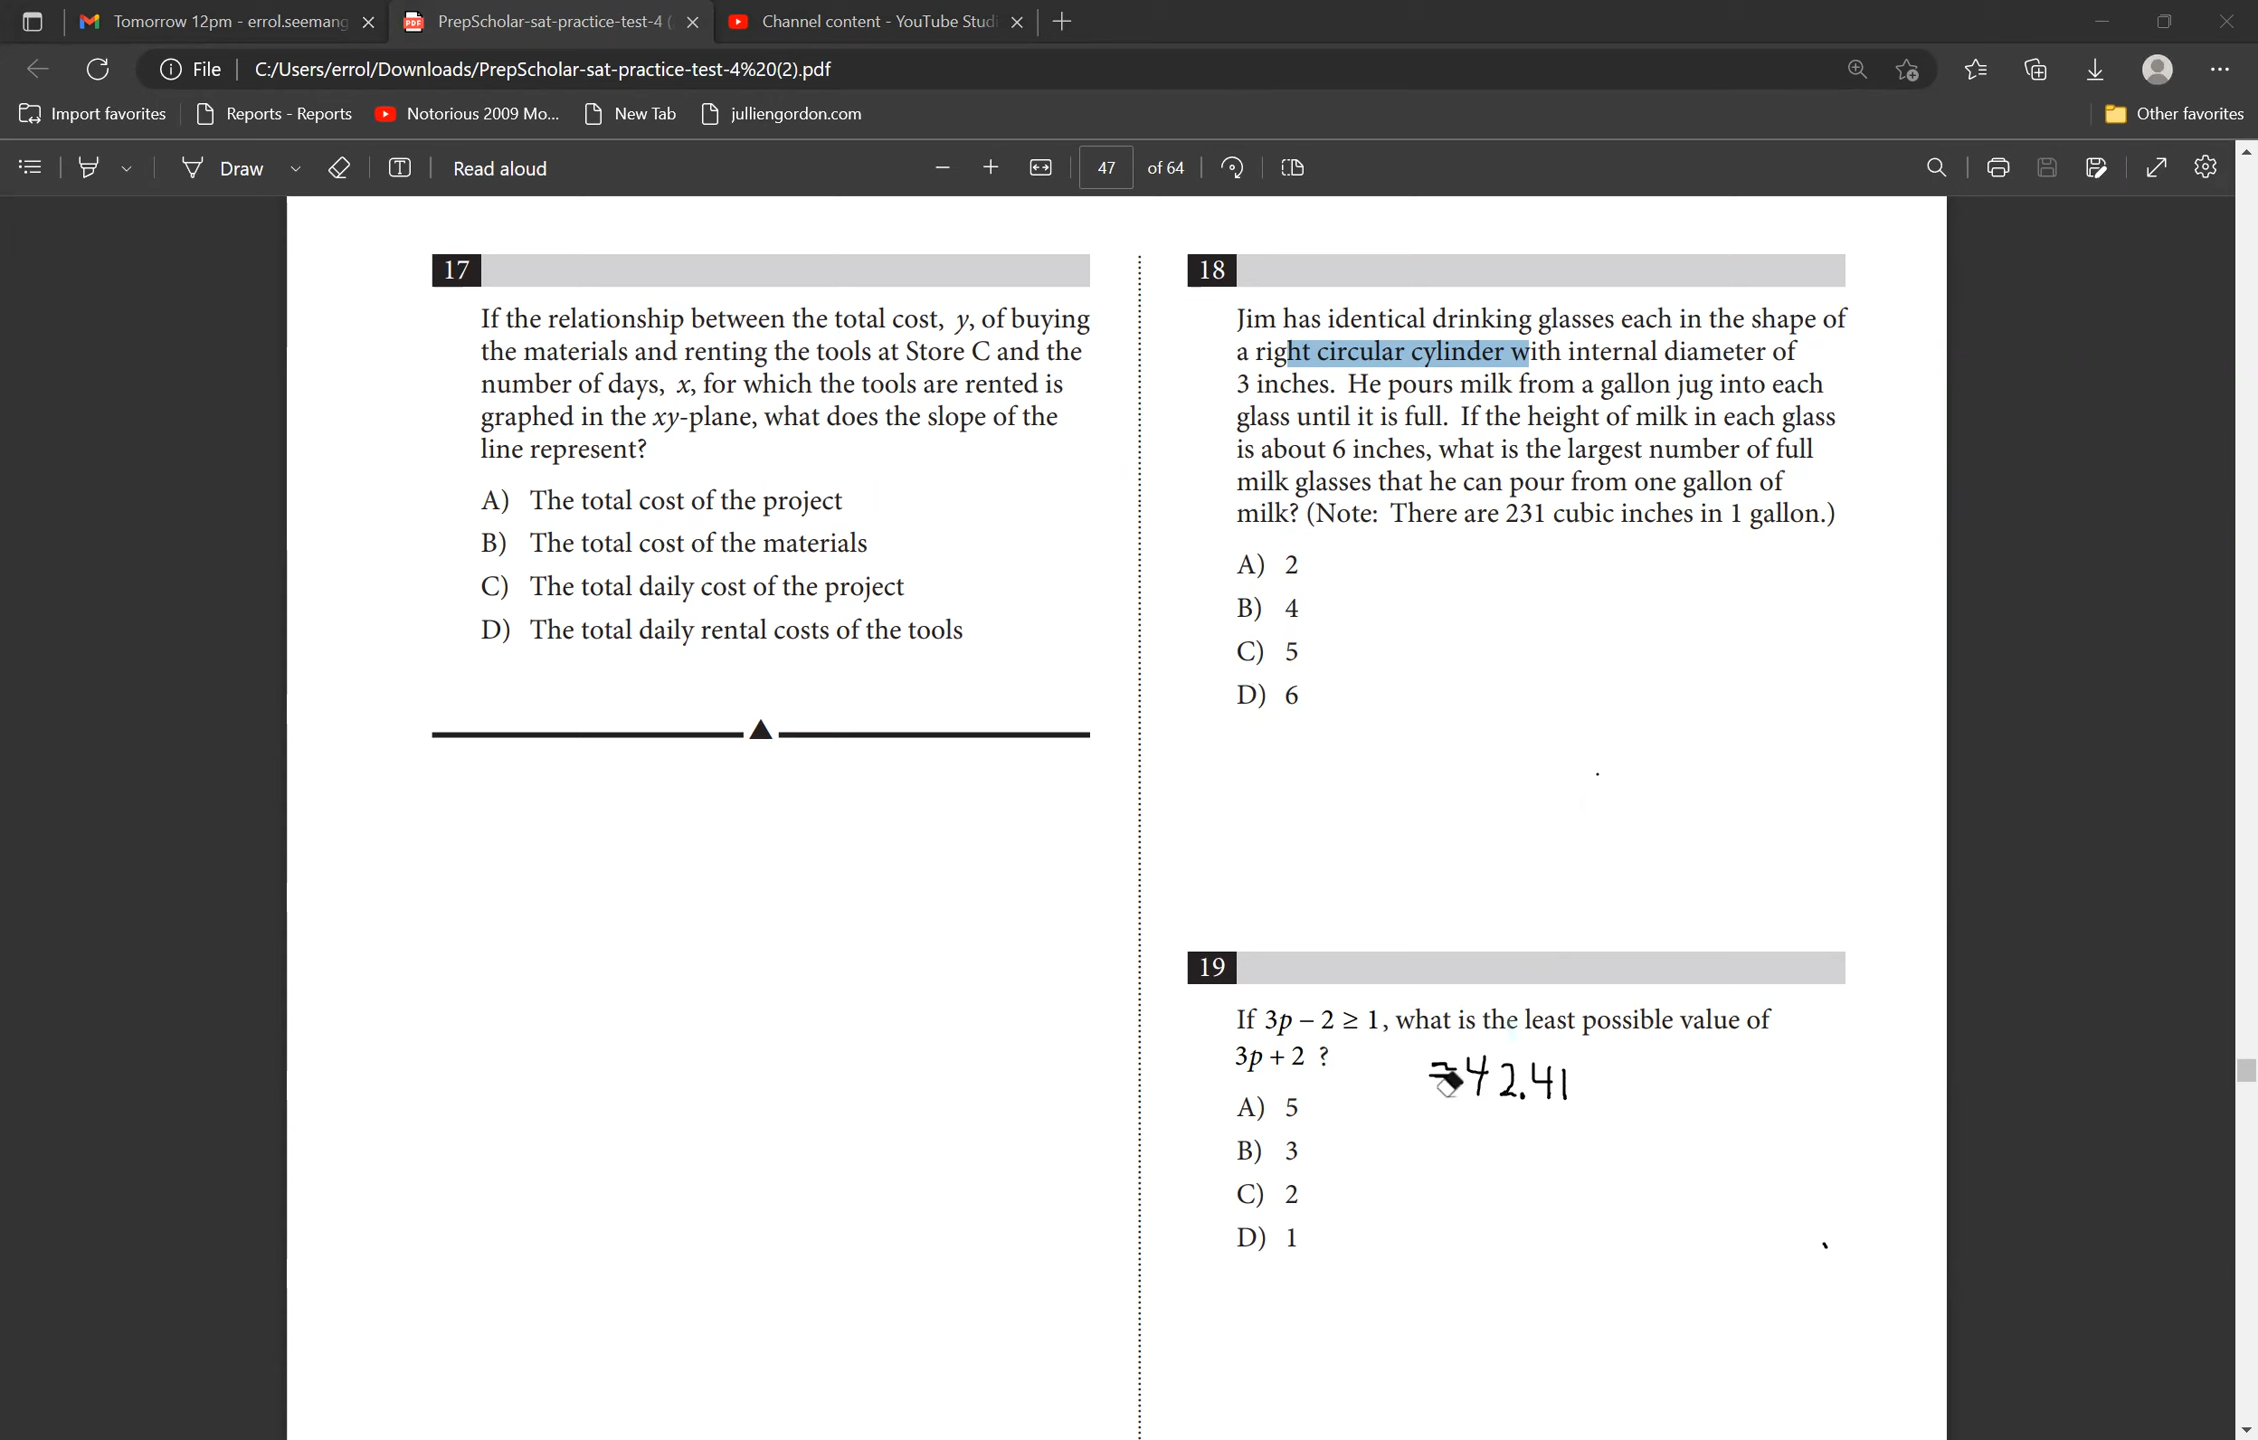 Tomorrow 12pm - errol.seemang
PrepScholar-sat-practice-test-4 (
Channel content - YouTube Studi
File
C:/Users/errol/Downloads/PrepScholar-sat-practice-test-4%20(2).pdf
Import favorites
Reports - Reports
Notorious 2009 Mo...
New Tab
julliengordon.com
Other favorites
Draw
Read aloud
47
of 64
17
If the relationship between the total cost, y, of buying
the materials and renting the tools at Store C and the
number of days, x, for which the tools are rented is
graphed in the xy-plane, what does the slope of the
line represent?
A) The total cost of the project
B) The total cost of the materials
C) The total daily cost of the project
D) The total daily rental costs of the tools
18
Jim has identical drinking glasses each in the shape of
a right circular cylinder with internal diameter of
3 inches. He pours milk from a gallon jug into each
glass until it is full. If the height of milk in each glass
is about 6 inches, what is the largest number of full
milk glasses that he can pour from one gallon of
milk? (Note: There are 231 cubic inches in 1 gallon.)
A) 2
B) 4
C) 5
D) 6
19
If 3p – 2 ≥ 1, what is the least possible value of
3p + 2 ?
42.41
A) 5
B) 3
C) 2
D) 1